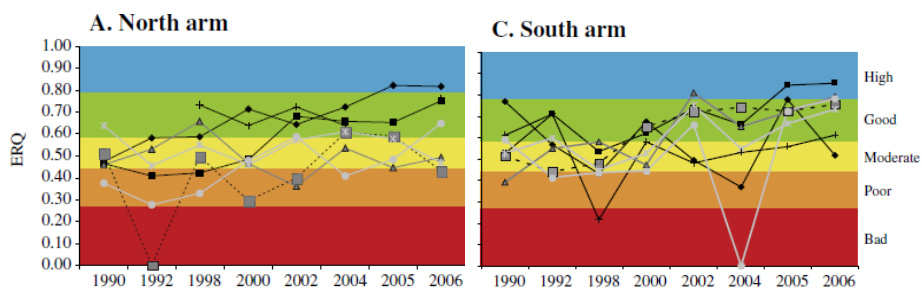 A. North arm
C. South arm
ERQ
1.00
0.90
0.80
0.70
0.60
0.50
0.40
0.30
0.20
0.10
0.00
1990 1992 1998 2000 2002 2004 2005 2006
1990 1992 1998 2000 2002 2004 2005 2006
High
Good
Moderate
Poor
Bad